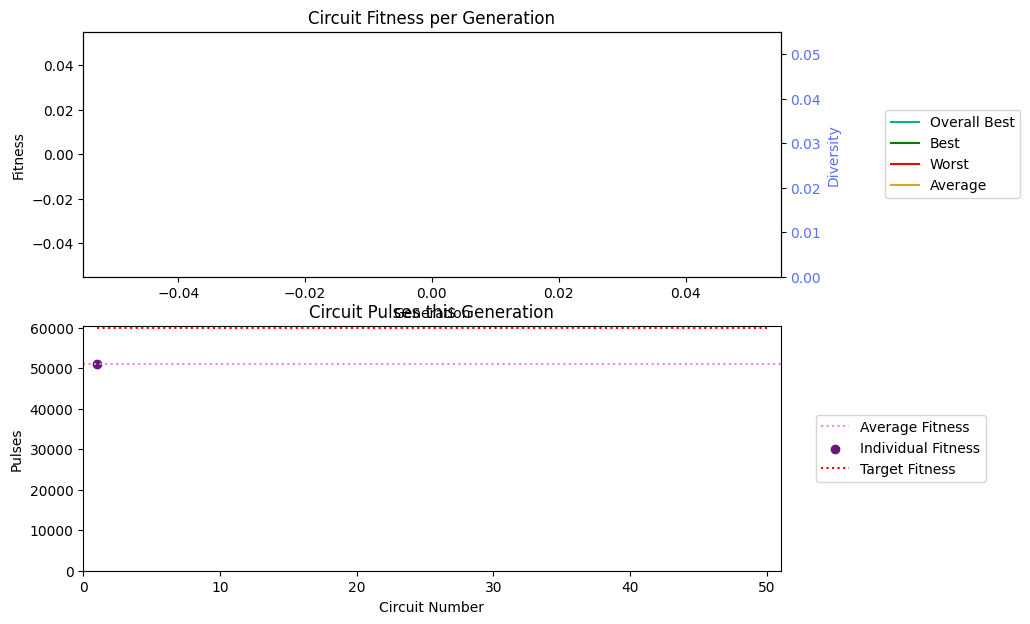 Circuit Fitness per Generation
Fitness
0.04
0.02
0.00
−0.02
−0.04
0.05
0.04
0.03
0.02
0.01
0.00
Diversity
−0.04
−0.02
0.00
0.02
0.04
Generation
Overall Best
Best
Worst
Average
Circuit Pulses this Generation
Pulses
60000
50000
40000
30000
20000
10000
0
0
10
20
30
40
50
Circuit Number
Average Fitness
Individual Fitness
Target Fitness